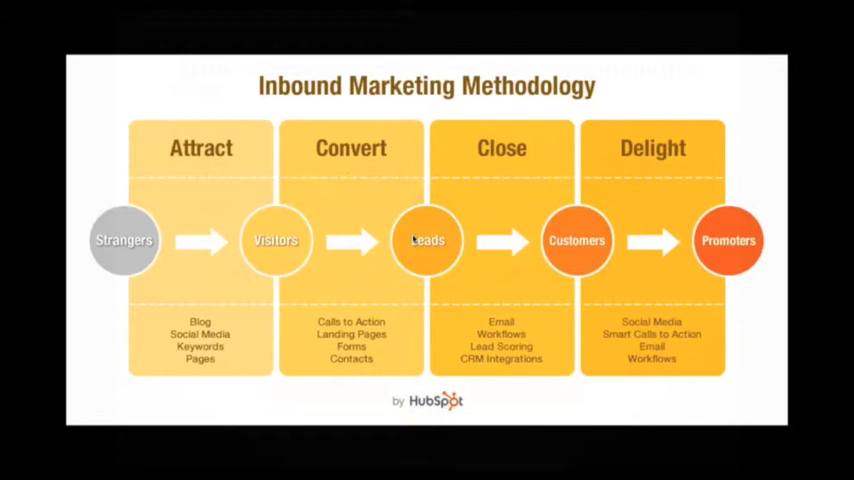 Inbound Marketing Methodology
Attract
Convert
Close
Delight
Strangers
Visitors
Leads
Customers
Promoters
Blog
Social Media
Keywords
Pages
Calls to Action
Landing Pages
Forms
Contacts
Email
Workflows
Lead Scoring
CRM Integrations
Social Media
Smart Calls to Action
Email
Workflows
by HubSpot